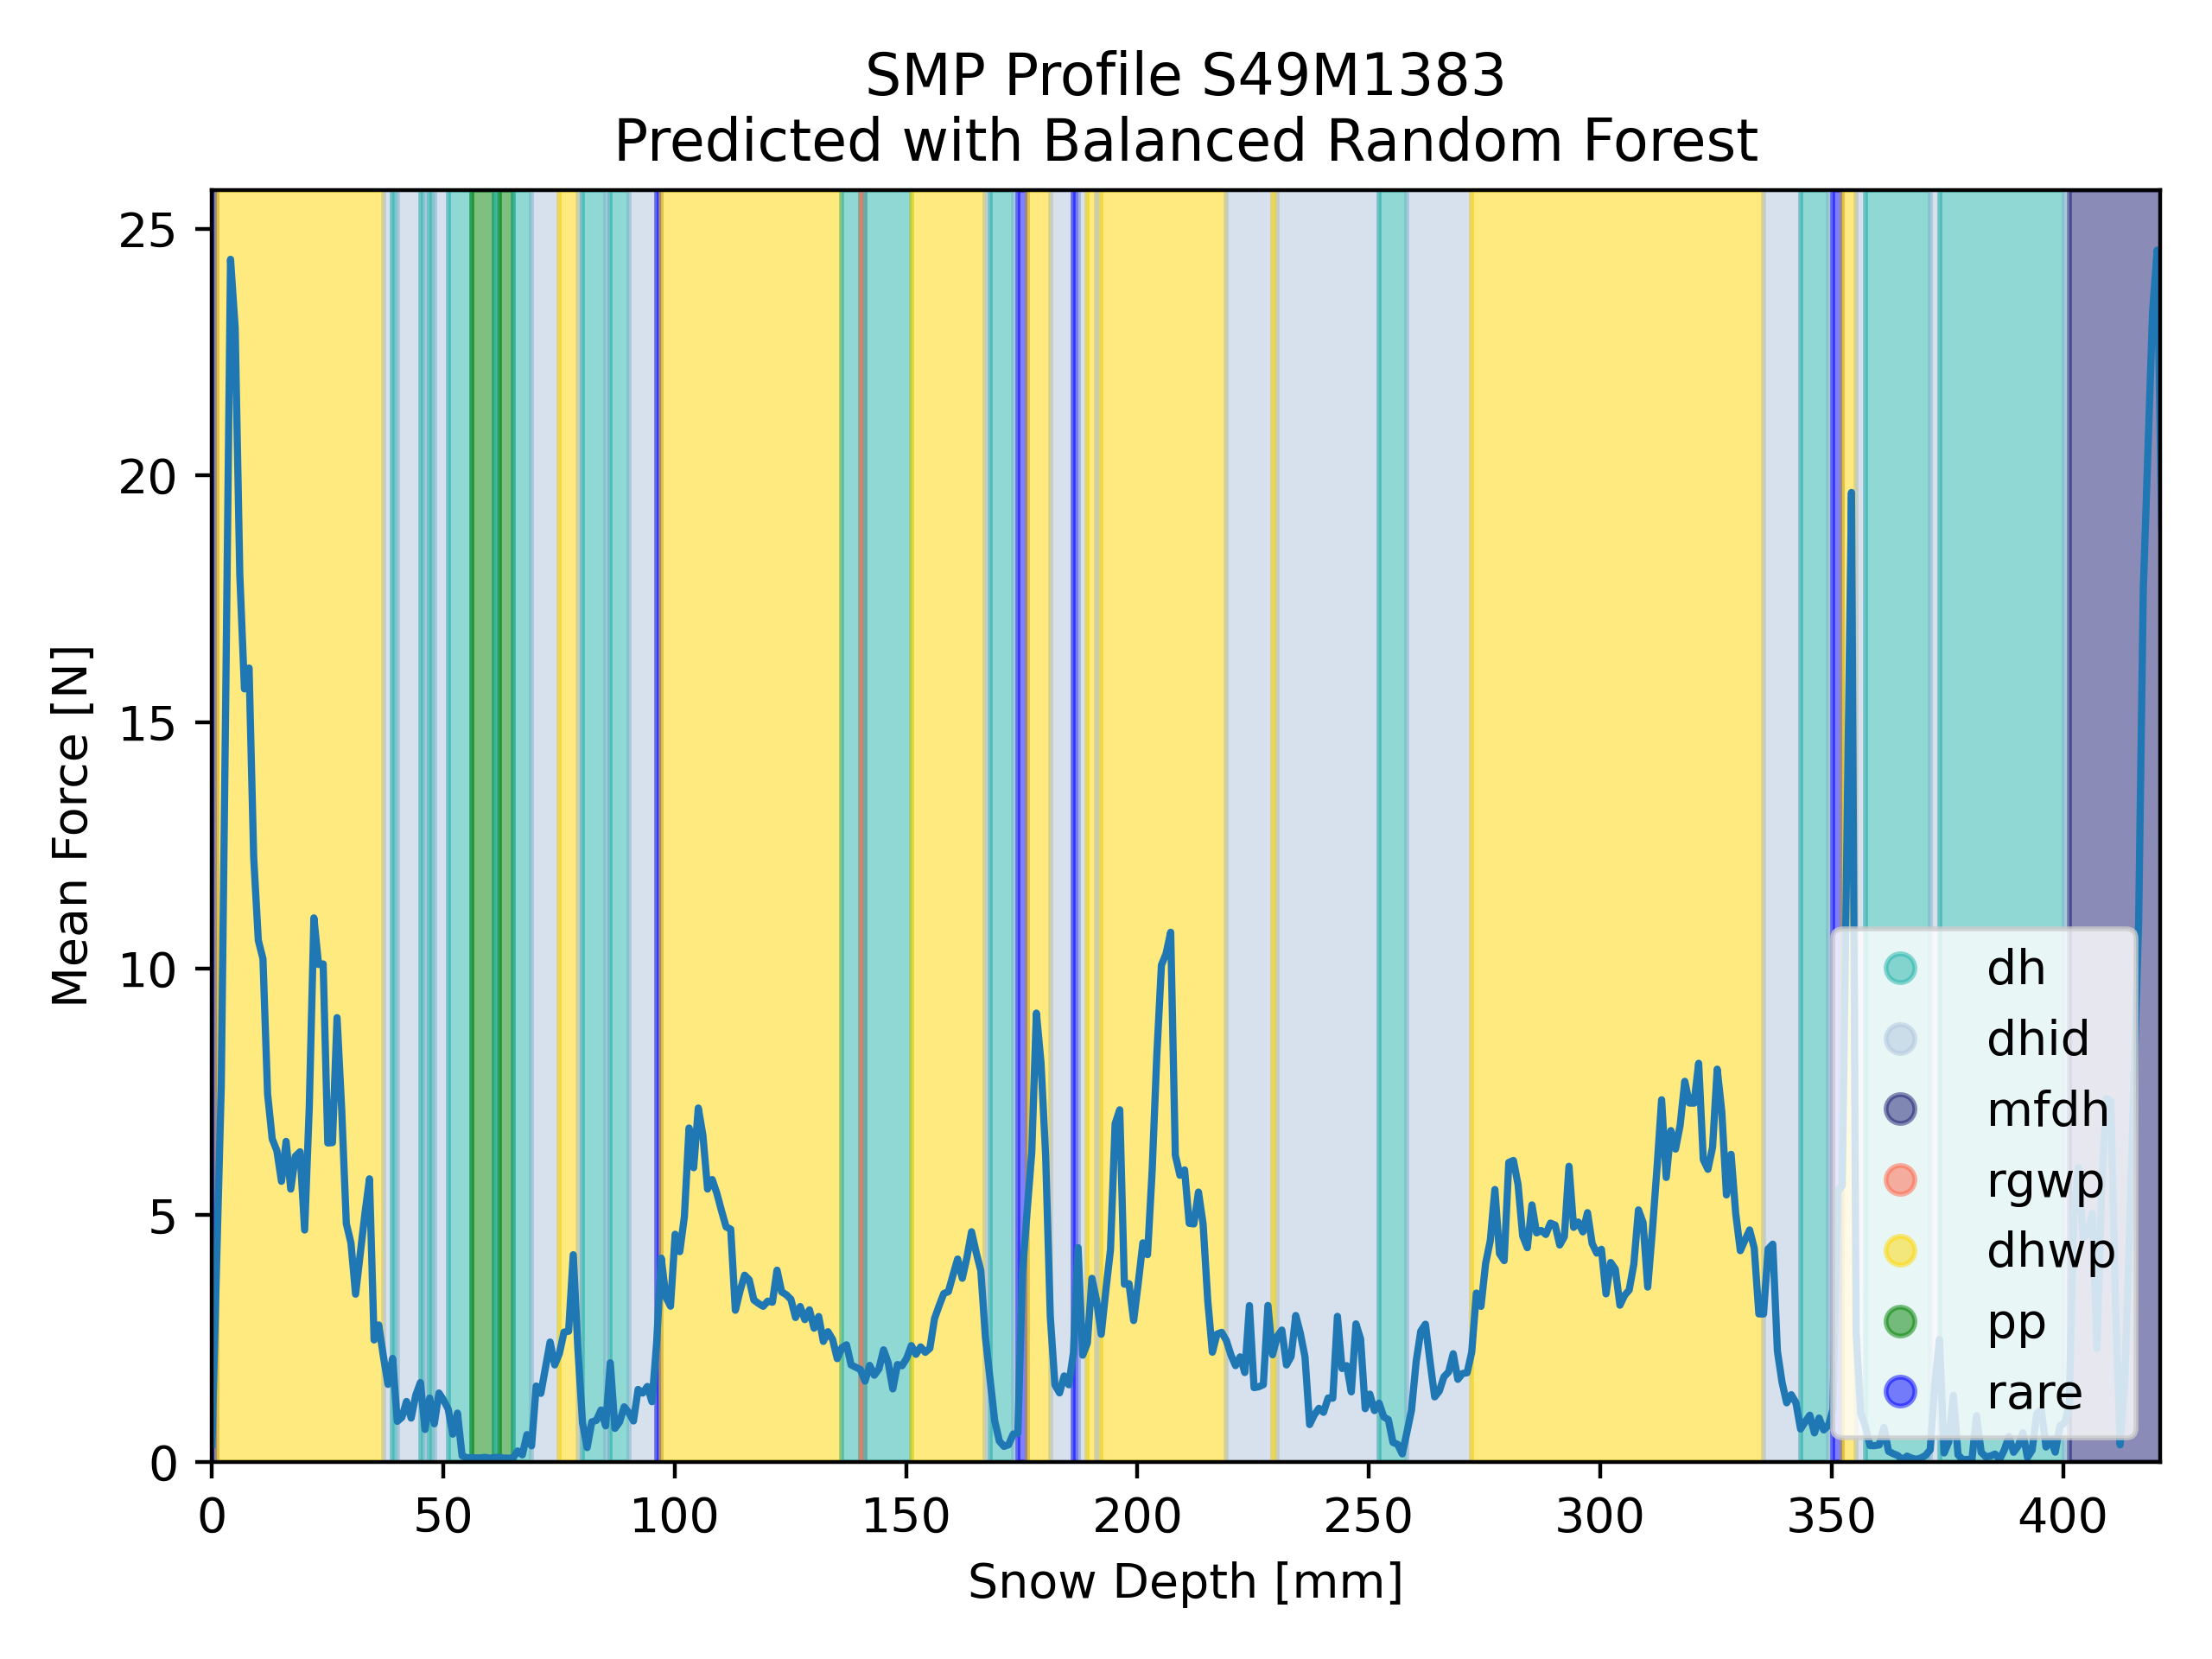 SMP Profile S49M1383
Predicted with Balanced Random Forest
Mean Force [N]
25
20
15
10
5
0
dh
dhid
mfdh
rgwp
dhwp
pp
rare
0 50 100 150 200 250 300 350 400
Snow Depth [mm]